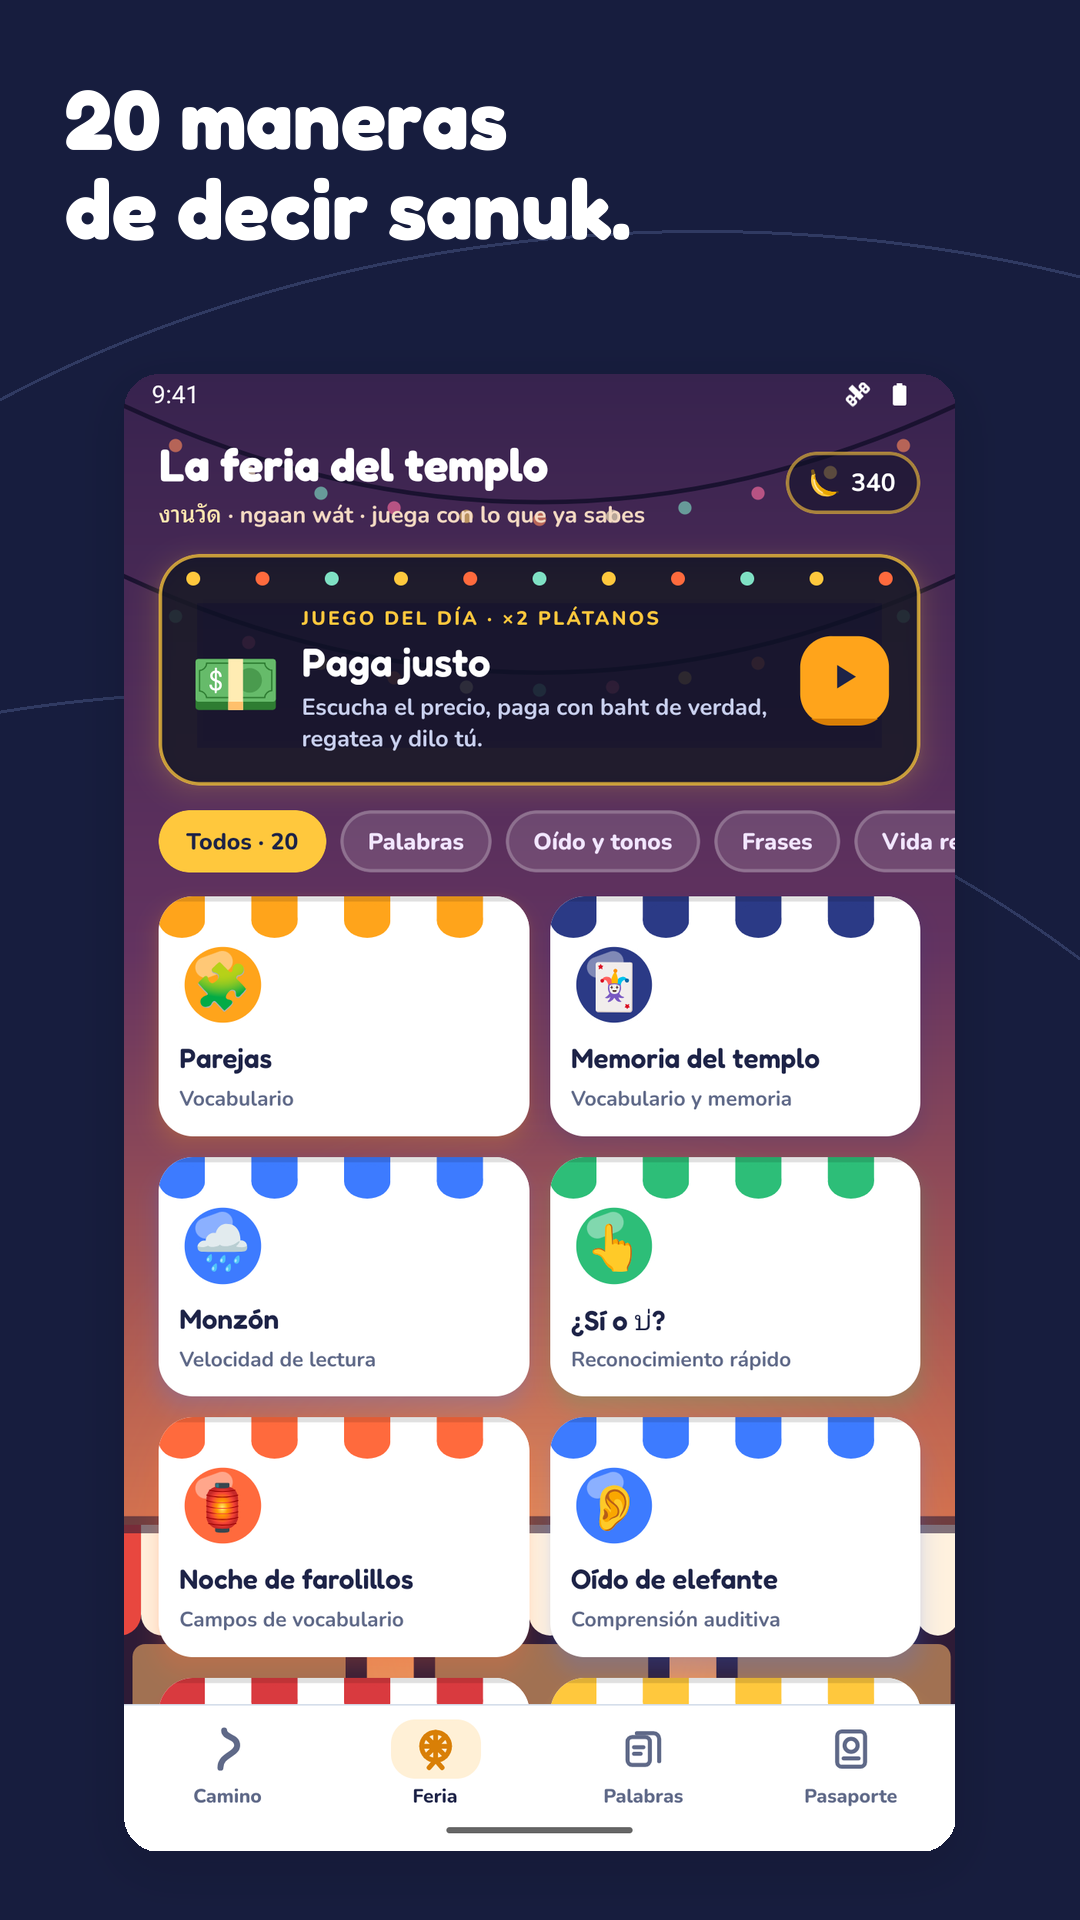 20 maneras
de decir sanuk.
9:41
La feria del templo
340
งานวัด · ngaan wát · juega con lo que ya sabes
JUEGO DEL DÍA · ×2 PLÁTANOS
Paga justo
Escucha el precio, paga con baht de verdad,
regatea y dilo tú.
Todos · 20
Palabras
Oído y tonos
Frases
Vida re
Parejas
Vocabulario
Memoria del templo
Vocabulario y memoria
Monzón
Velocidad de lectura
¿Sí o บ่?
Reconocimiento rápido
Noche de farolillos
Campos de vocabulario
Oído de elefante
Comprensión auditiva
Camino
Feria
Palabras
Pasaporte